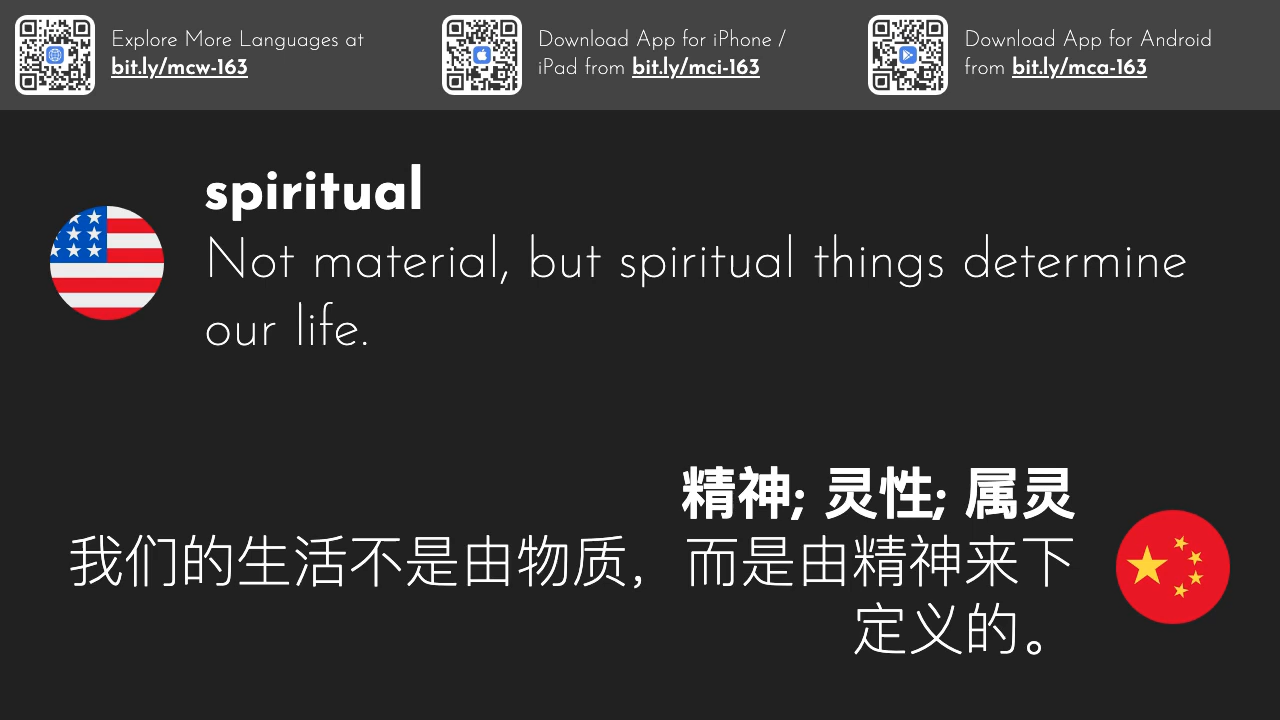 Explore More Languages at
bit.ly/mcw-163
Download App for iPhone /
iPad from bit.ly/mci-163
Download App for Android
from bit.ly/mca-163
spiritual
Not material, but spiritual things determine
our life.
精神; 灵性; 属灵
我们的生活不是由物质，而是由精神来下
定义的。